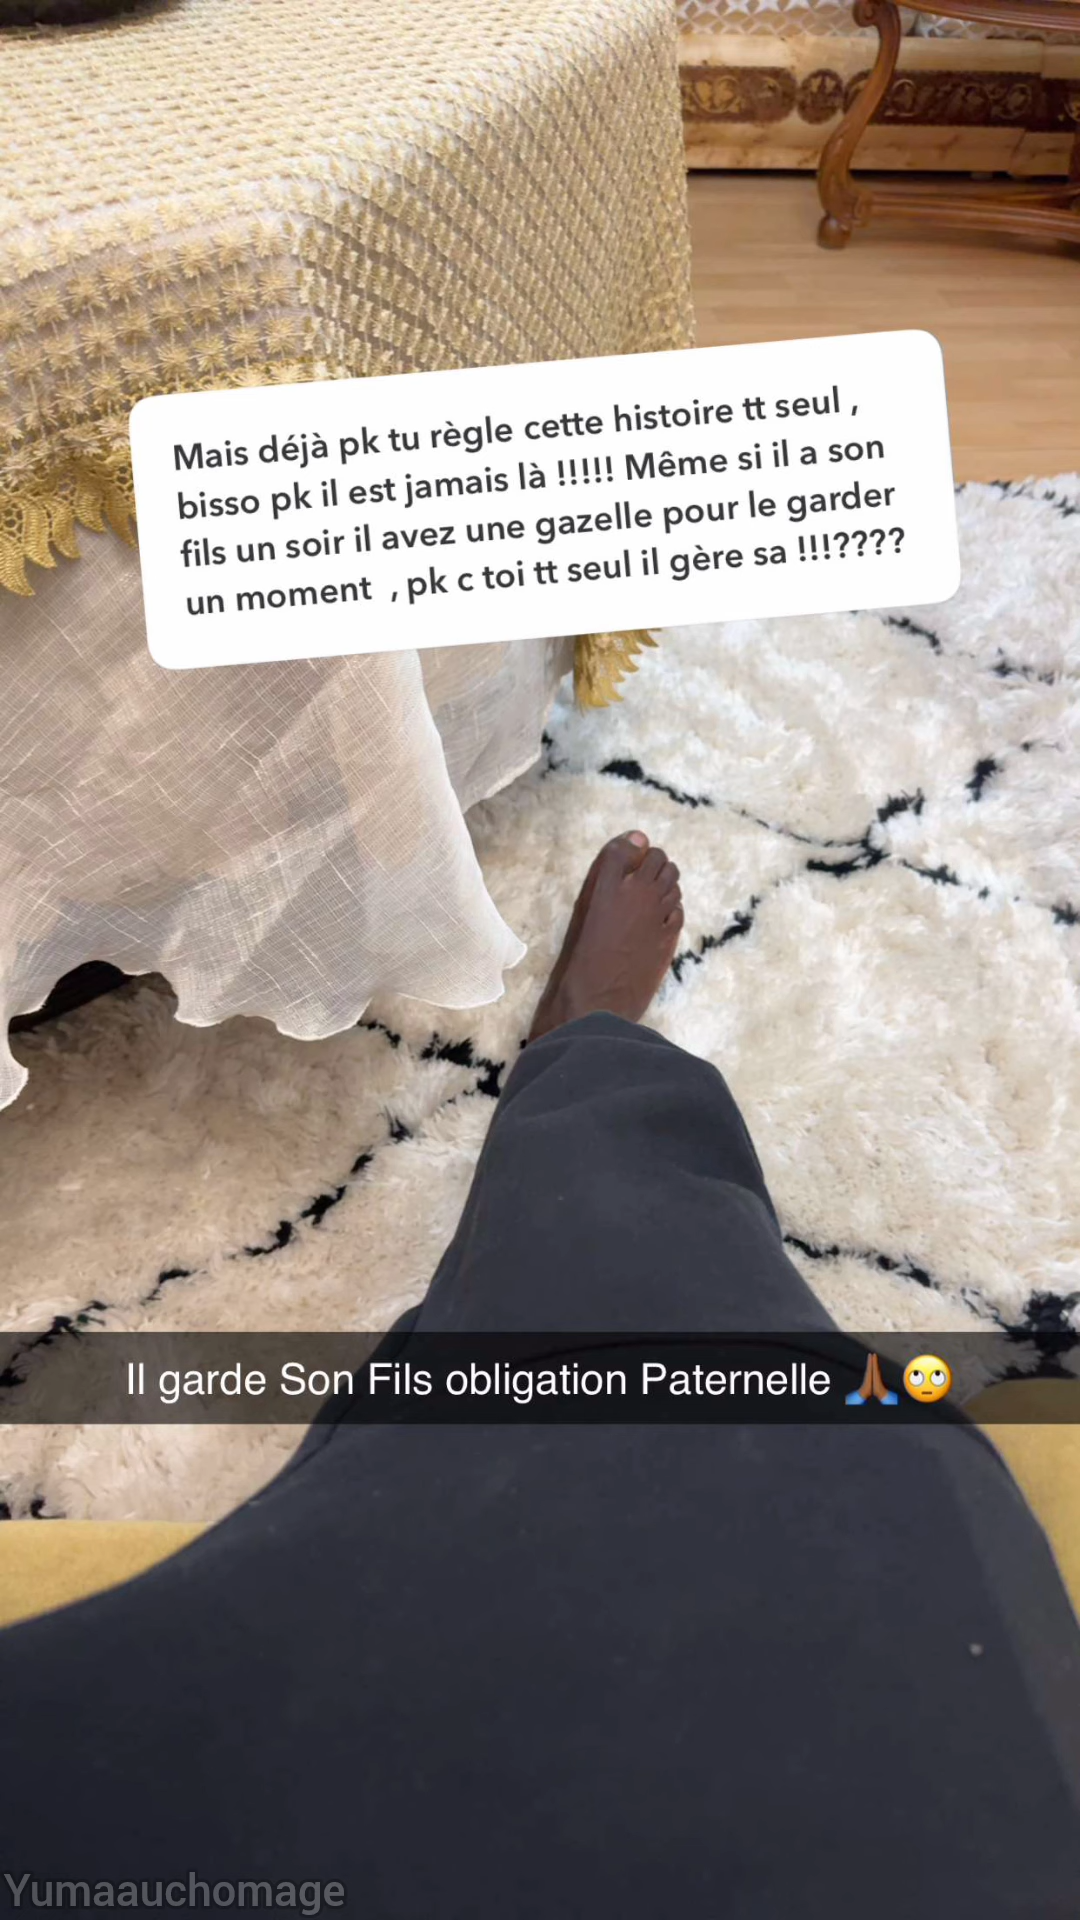 Mais déjà pk tu règle cette histoire tt seul ,
bisso pk il est jamais là !!!!! Même si il a son
fils un soir il avez une gazelle pour le garder
un moment  , pk c toi tt seul il gère sa !!!????
Il garde Son Fils obligation Paternelle 🙏🏾🙄
Yumaauchomage